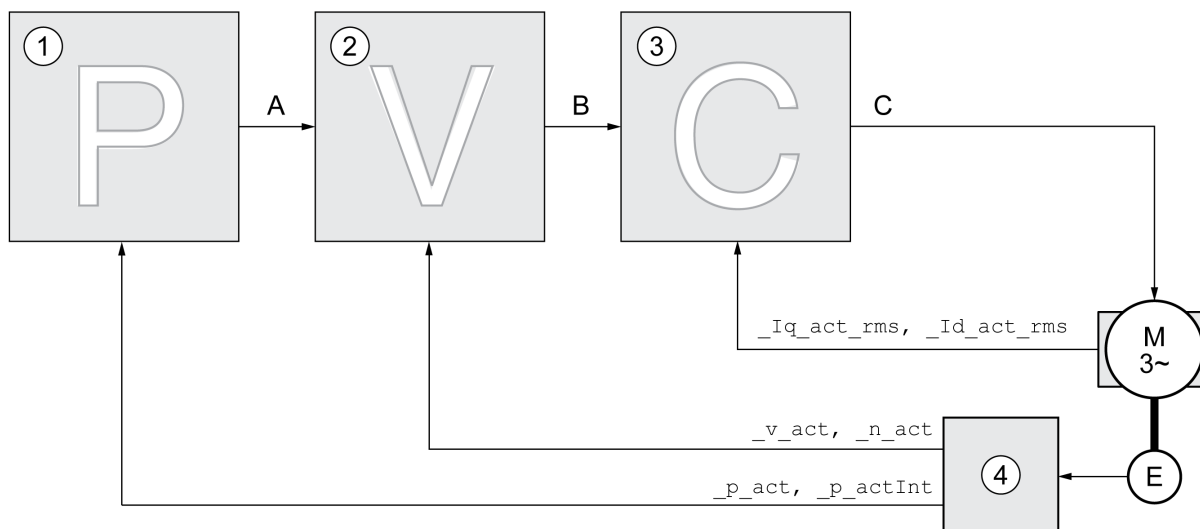 1
P
A
2
V
B
3
C
C
_Iq_act_rms, _Id_act_rms
M
3~
_v_act, _n_act
_p_act, _p_actInt
4
E